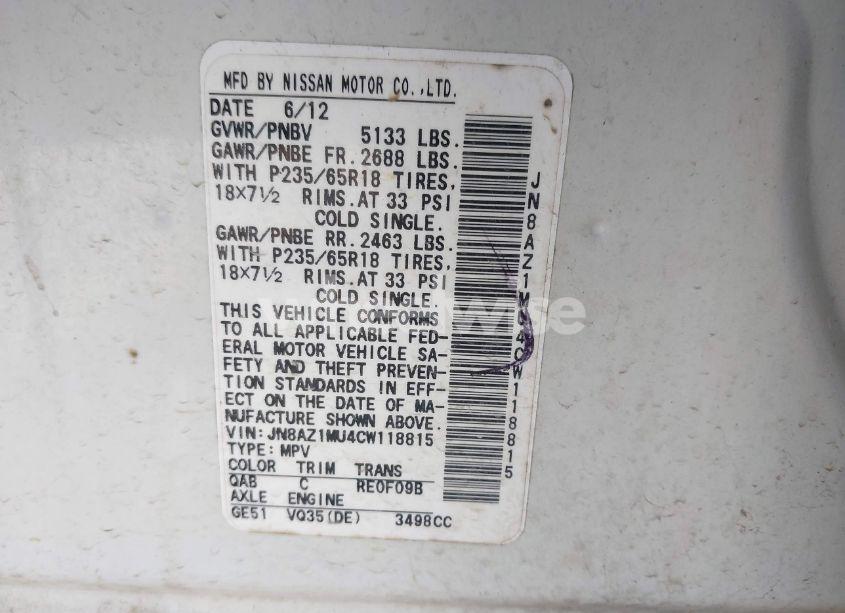 MFD BY NISSAN MOTOR CO.,LTD.
DATE 6/12
GVWR/PNBV 5133 LBS.
GAWR/PNBE FR. 2688 LBS.
WITH P235/65R18 TIRES,
18×7½ RIMS. AT 33 PSI
COLD SINGLE.
GAWR/PNBE RR. 2463 LBS.
WITH P235/65R18 TIRES,
18×7½ RIMS. AT 33 PSI
COLD SINGLE.
THIS VEHICLE CONFORMS
TO ALL APPLICABLE FED-
ERAL MOTOR VEHICLE SA-
FETY AND THEFT PREVEN-
TION STANDARDS IN EFF-
ECT ON THE DATE OF MA-
NUFACTURE SHOWN ABOVE.
VIN:JN8AZ1MU4CW118815
TYPE:MPV
COLOR TRIM TRANS
QAB C RE0F09B
AXLE ENGINE
GE51 VQ35(DE) 3498CC
JN8AZ1MU4CW118815